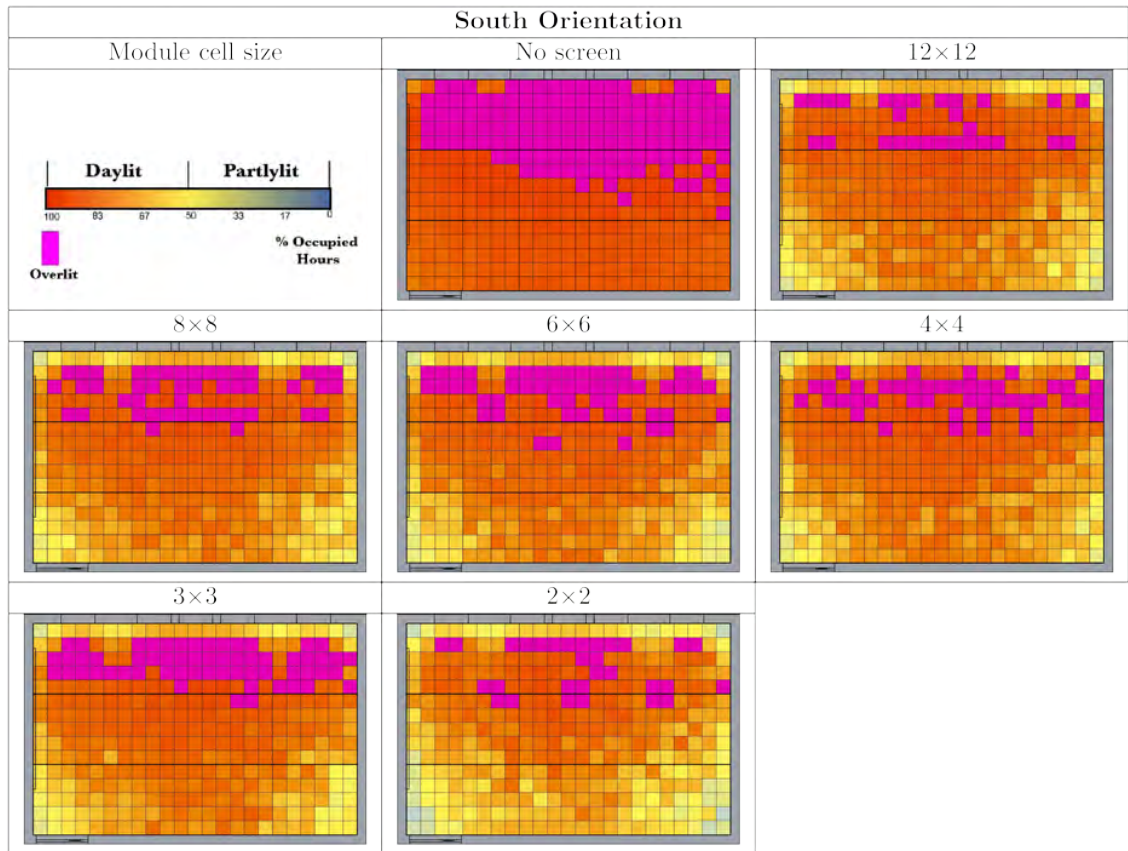 South Orientation
Module cell size
No screen
12×12
Daylit
Partlylit
100 83 67 50 33 17 0
% Occupied
Hours
Overlit
8×8
6×6
4×4
3×3
2×2